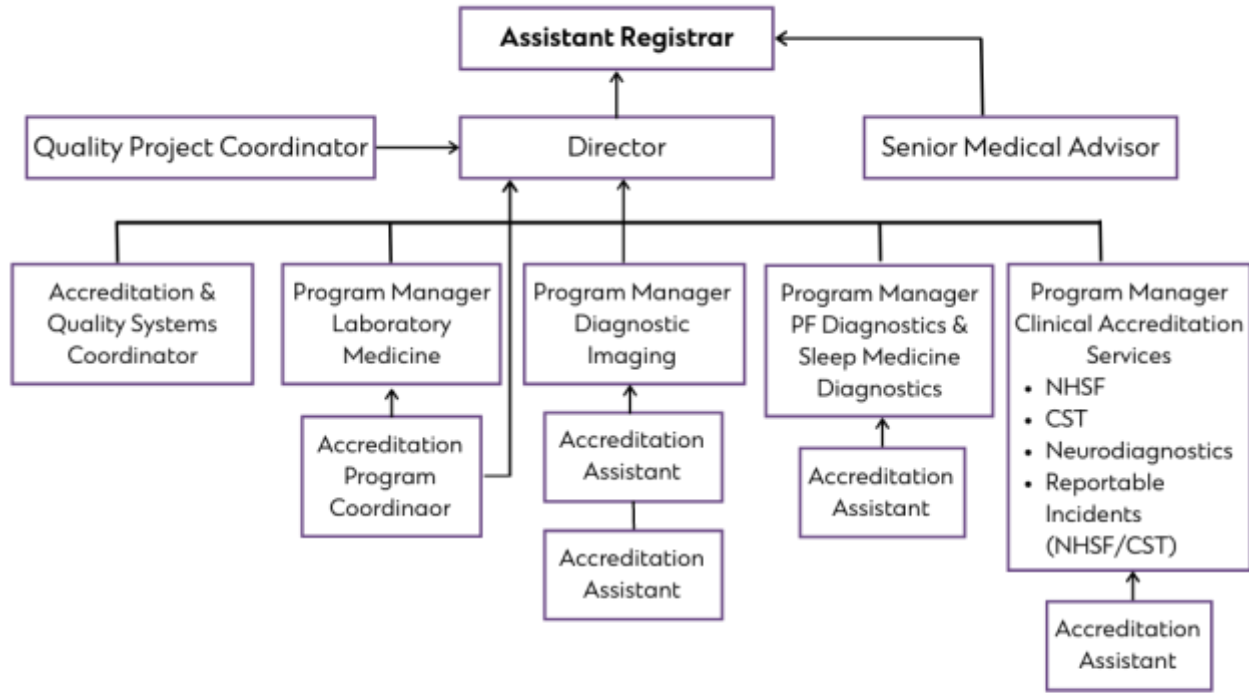 Assistant Registrar
Quality Project Coordinator
Director
Senior Medical Advisor
Accreditation &
Quality Systems
Coordinator
Program Manager
Laboratory
Medicine
Program Manager
Diagnostic
Imaging
Program Manager
PF Diagnostics &
Sleep Medicine
Diagnostics
Program Manager
Clinical Accreditation
Services
• NHSF
• CST
• Neurodiagnostics
• Reportable
Incidents
(NHSF/CST)
Accreditation
Program
Coordinaor
Accreditation
Assistant
Accreditation
Assistant
Accreditation
Assistant
Accreditation
Assistant